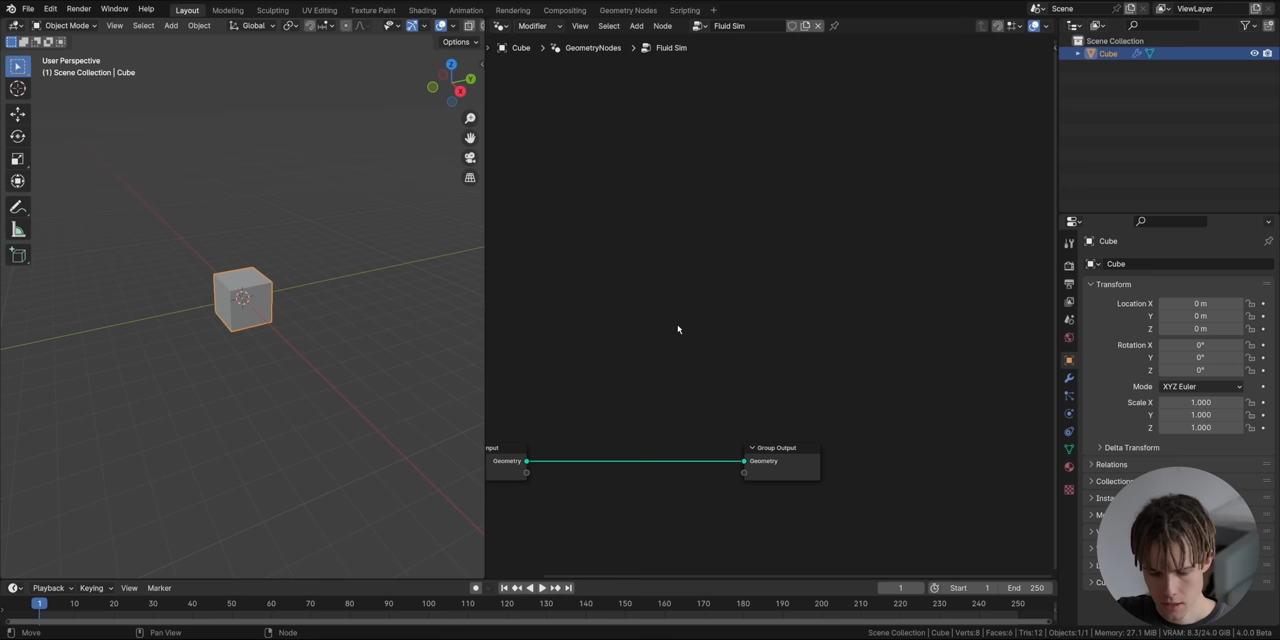 File Edit Render Window Help Layout Modeling Sculpting UV Editing Texture Paint Shading Animation Rendering Compositing Geometry Nodes Scripting + Scene ViewLayer
Object Mode View Select Add Object Global Modifier View Select Add Node Fluid Sim
Options
Cube > GeometryNodes > Fluid Sim
User Perspective
(1) Scene Collection | Cube
Z
Y
X
Scene Collection
Cube
Cube
Cube
Transform
Location X 0 m
Y 0 m
Z 0 m
Rotation X 0°
Y 0°
Z 0°
Mode XYZ Euler
Scale X 1.000
Y 1.000
Z 1.000
Delta Transform
Relations
Collections
nput
Geometry
Group Output
Geometry
Playback Keying View Marker 1 Start 1 End 250
1 10 20 30 40 50 60 70 80 90 100 110 120 130 140 150 160 170 180 190 200 210 220 230 240 250
Move Pan View Node Scene Collection | Cube | Verts:8 | Faces:6 | Tris:12 | Objects:1/1 | Memory: 27.1 MiB | VRAM: 8.3/24.0 GiB | 4.0.0 Beta